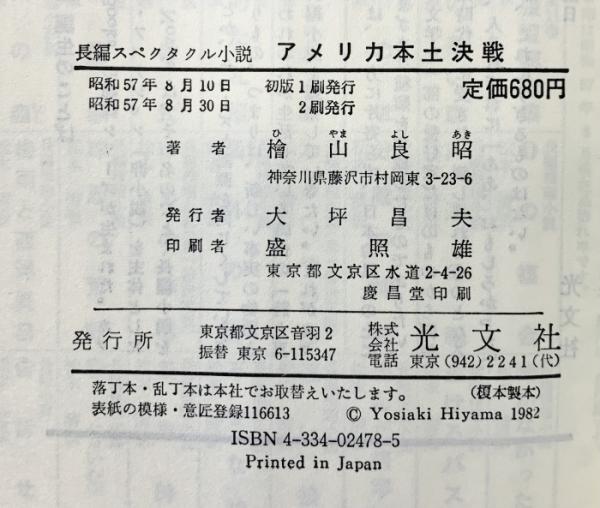 長編スペクタクル小説 アメリカ本土決戦
昭和57年8月10日 初版1刷発行 定価680円
昭和57年8月30日 2刷発行
ひ やま よし あき
著者 檜山良昭
神奈川県藤沢市村岡東3-23-6
発行者 大坪昌夫
印刷者 盛照雄
東京都文京区水道2-4-26
慶昌堂印刷
発行所 東京都文京区音羽2 株式会社 光文社
振替 東京6-115347 電話 東京(942)2241(代)
落丁本・乱丁本は本社でお取替えいたします。 (榎本製本)
表紙の模様・意匠登録116613 © Yosiaki Hiyama 1982
ISBN 4-334-02478-5
Printed in Japan